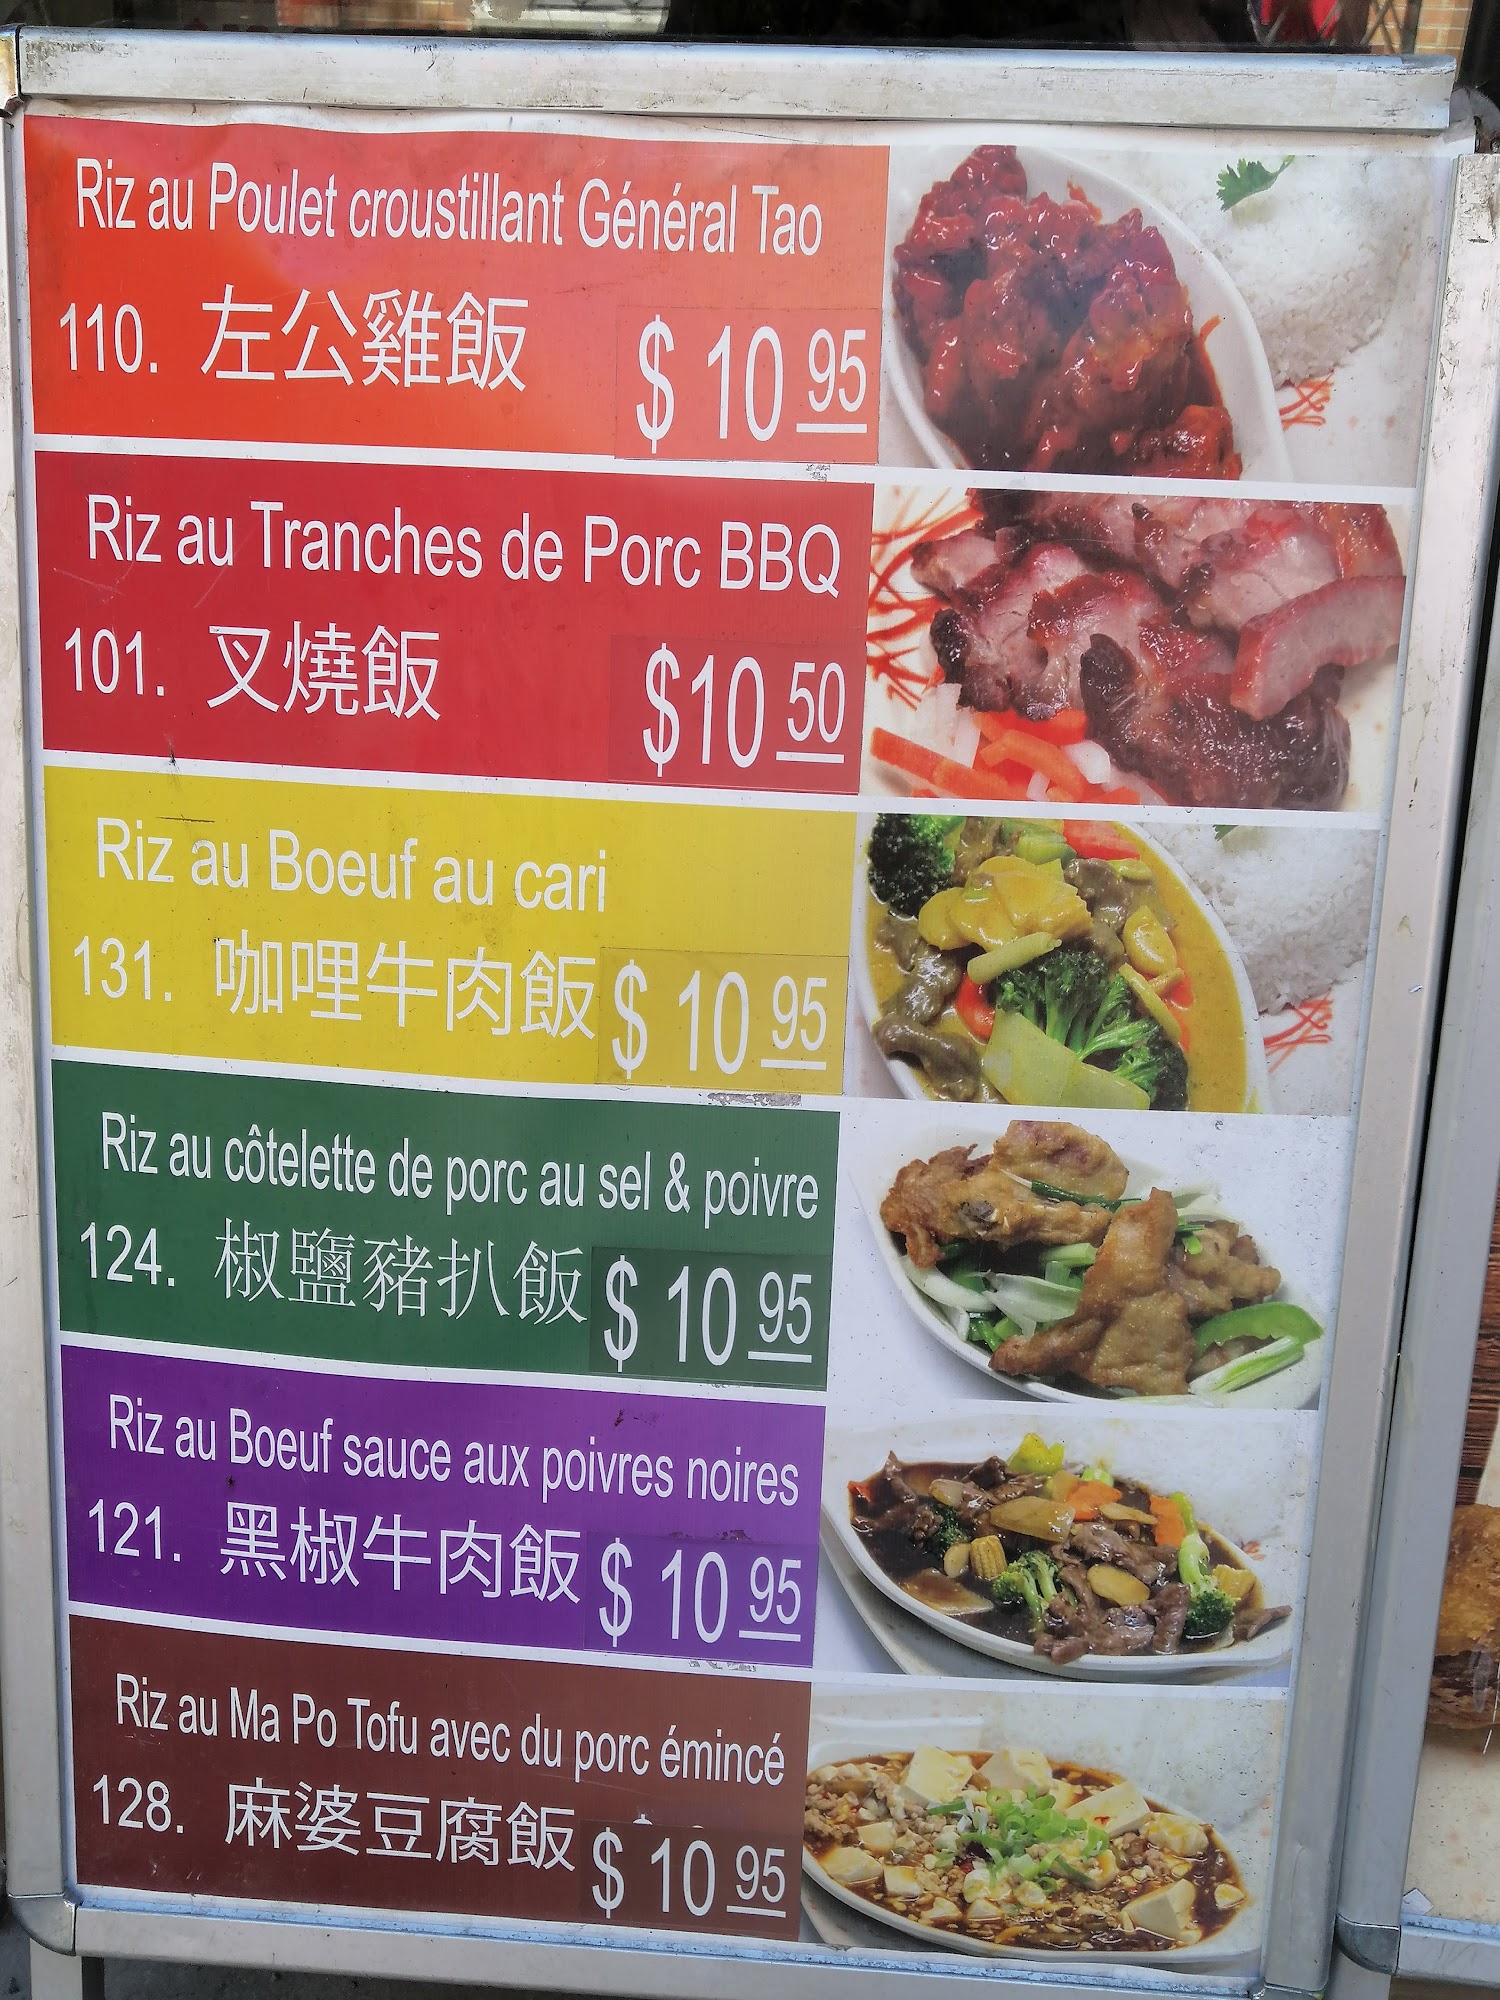 Riz au Poulet croustillant Général Tao
110. 左公雞飯 $ 10 95
Riz au Tranches de Porc BBQ
101. 叉燒飯 $10 50
Riz au Boeuf au cari
131. 咖哩牛肉飯 $ 10 95
Riz au côtelette de porc au sel & poivre
124. 椒鹽豬扒飯 $ 10 95
Riz au Boeuf sauce aux poivres noires
121. 黑椒牛肉飯 $ 10 95
Riz au Ma Po Tofu avec du porc émincé
128. 麻婆豆腐飯 $ 10 95